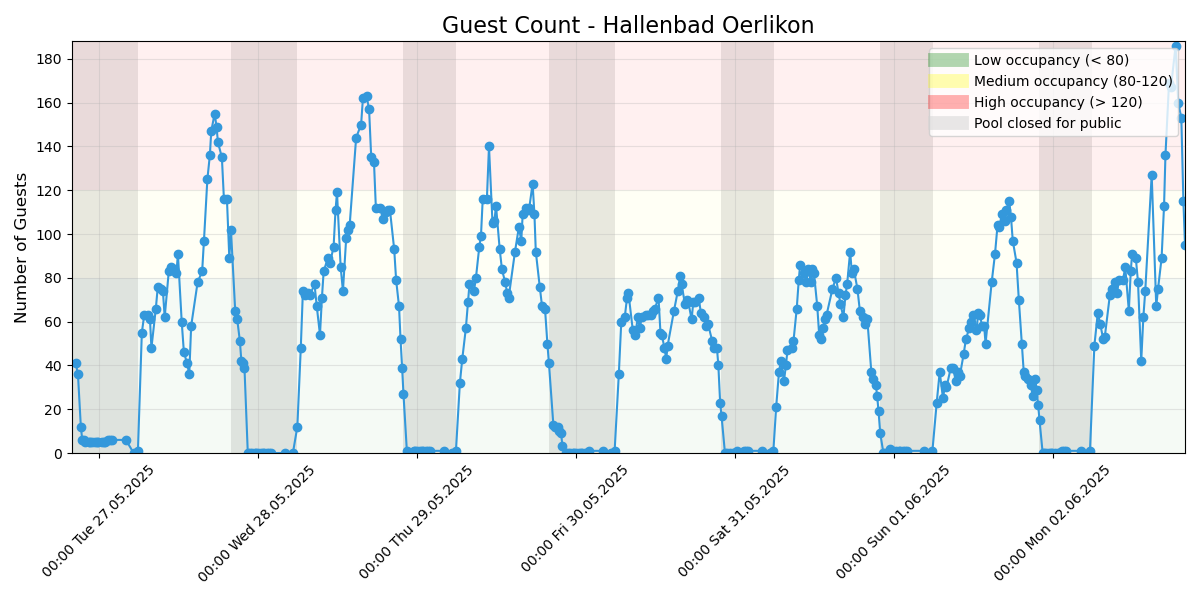 Guest Count - Hallenbad Oerlikon
Number of Guests
180
160
140
120
100
80
60
40
20
0
Low occupancy (< 80)
Medium occupancy (80-120)
High occupancy (> 120)
Pool closed for public
00:00 Tue 27.05.2025
00:00 Wed 28.05.2025
00:00 Thu 29.05.2025
00:00 Fri 30.05.2025
00:00 Sat 31.05.2025
00:00 Sun 01.06.2025
00:00 Mon 02.06.2025